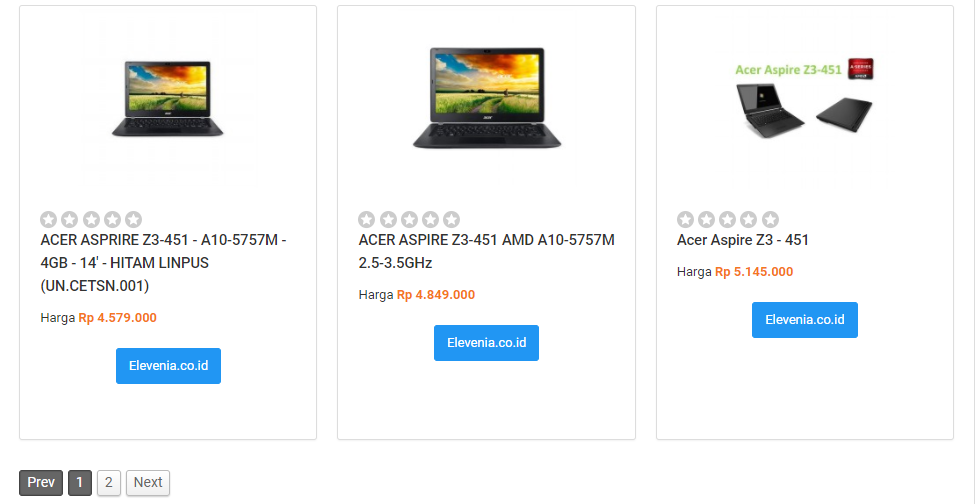 Acer Aspire Z3-451
ACER ASPRIRE Z3-451 - A10-5757M -
4GB - 14' - HITAM LINPUS
(UN.CETSN.001)
Harga Rp 4.579.000
Elevenia.co.id
ACER ASPIRE Z3-451 AMD A10-5757M
2.5-3.5GHz
Harga Rp 4.849.000
Elevenia.co.id
Acer Aspire Z3 - 451
Harga Rp 5.145.000
Elevenia.co.id
Prev 1 2 Next